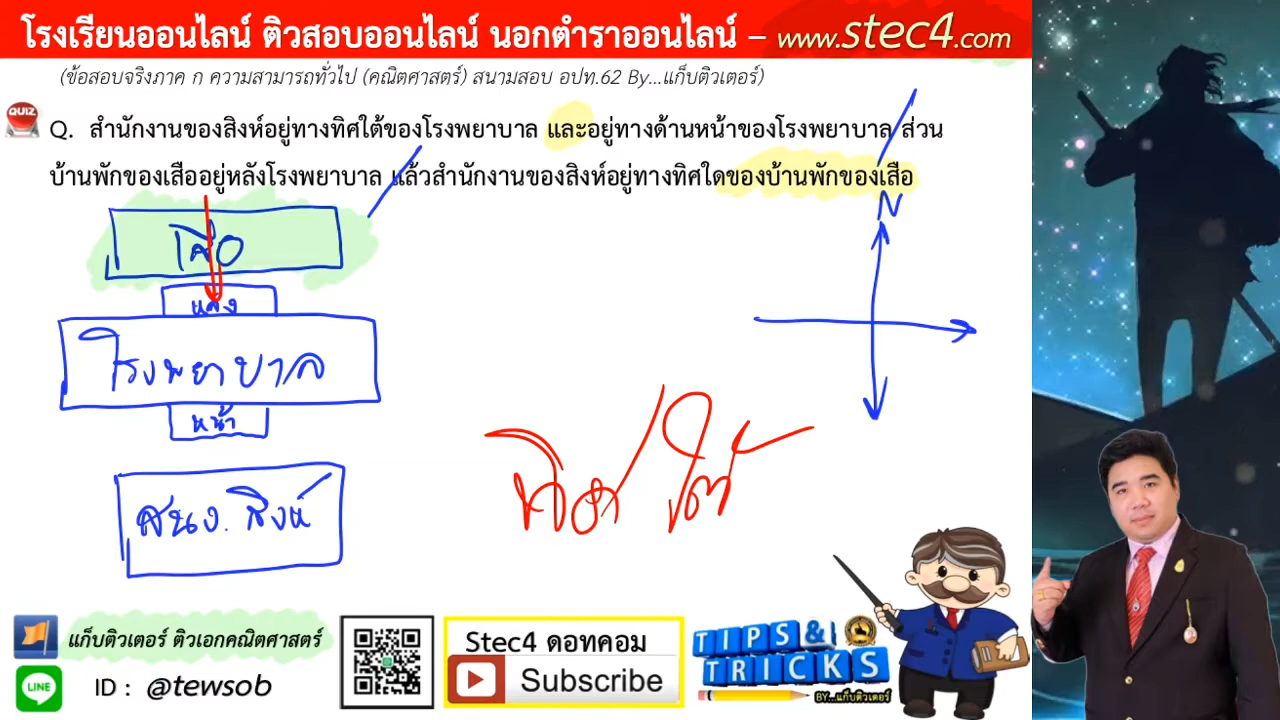 โรงเรียนออนไลน์ ติวสอบออนไลน์ นอกตำราออนไลน์ – www.stec4.com
(ข้อสอบจริงภาค ก ความสามารถทั่วไป (คณิตศาสตร์) สนามสอบ อปท.62 By...แก็บติวเตอร์)
QUIZ
Q. สำนักงานของสิงห์อยู่ทางทิศใต้ของโรงพยาบาล และอยู่ทางด้านหน้าของโรงพยาบาล ส่วน
บ้านพักของเสืออยู่หลังโรงพยาบาล แล้วสำนักงานของสิงห์อยู่ทางทิศใดของบ้านพักของเสือ
N
เสือ
หลัง
โรงพยาบาล
หน้า
ทิศใต้
สนง. สิงห์
แก็บติวเตอร์ ติวเอกคณิตศาสตร์
LINE
ID : @tewsob
Stec4 ดอทคอม
Subscribe
TIPS &
TRICKS
BY...แก็บติวเตอร์